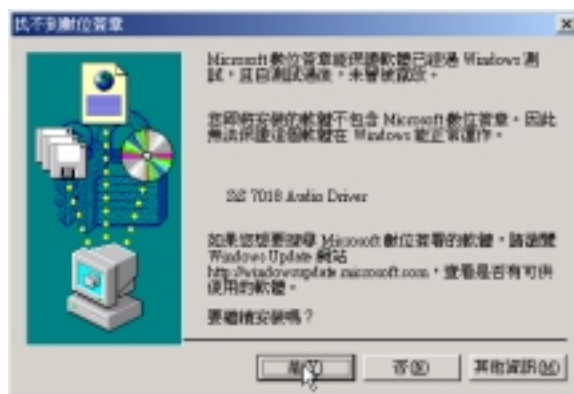 找不到數位簽章
Microsoft 數位簽章能保證軟體已經過 Windows 測
試，且自測試過後，未曾被竄改。
您即將安裝的軟體不包含 Microsoft 數位簽章。因此
無法保證這個軟體在 Windows 能正常運作。
SiS 7018 Audio Driver
如果您想要搜尋 Microsoft 數位簽署的軟體，請瀏覽
Windows Update 網站
http://windowsupdate.microsoft.com，查看是否有可供
使用的軟體。
要繼續安裝嗎？
是(Y)
否(N)
其他資訊(M)